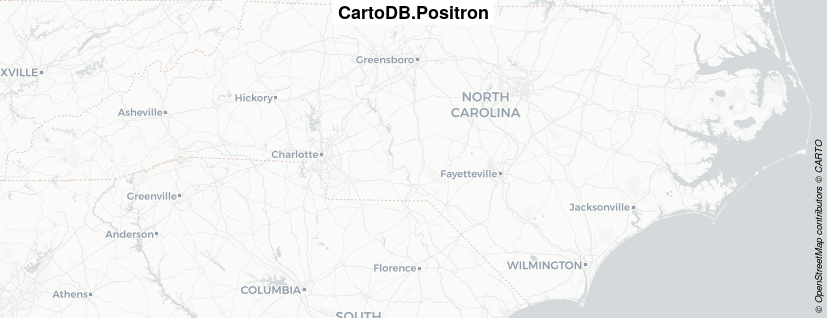 CartoDB.Positron
Greensboro
XVILLE
Hickory
NORTH
CAROLINA
Asheville
Charlotte
Fayetteville
Greenville
Jacksonville
Anderson
WILMINGTON
Florence
COLUMBIA
Athens
SOUTH
© OpenStreetMap contributors © CARTO